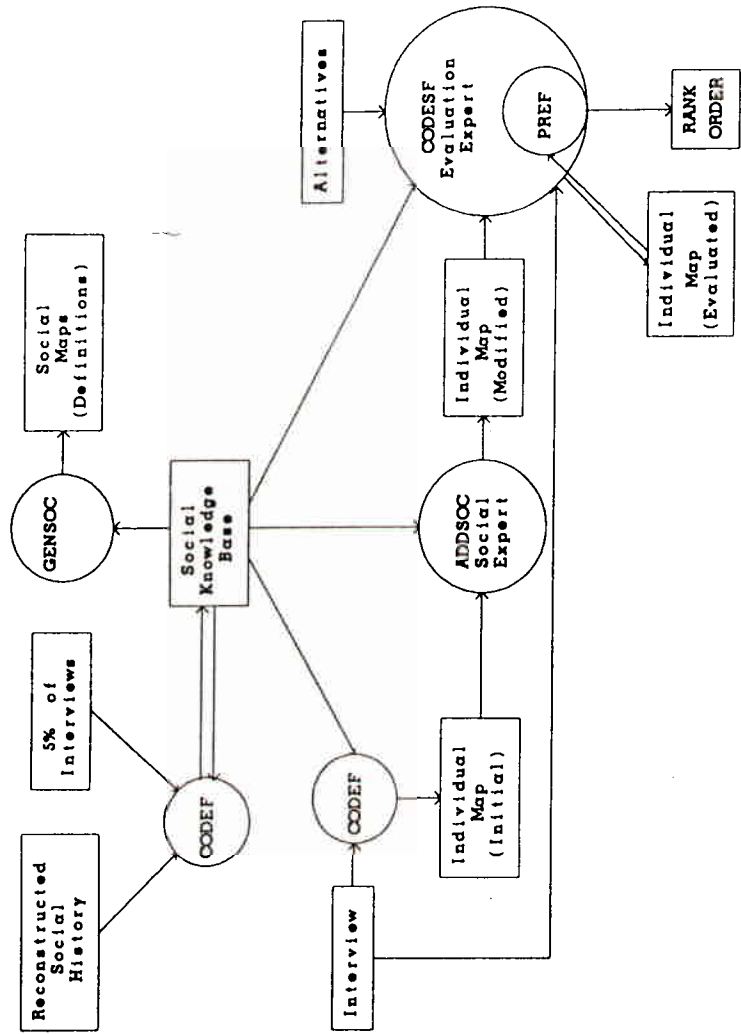 Reconstructed
Social
History
5% of
Interviews
CODEF
GENSOC
Social
Maps
(Definitions)
Social
Knowledge
Base
Alternatives
Interview
CODEF
Individual
Map
(Initial)
ADDSOC
Social
Expert
Individual
Map
(Modified)
CODESF
Evaluation
Expert
PREF
Individual
Map
(Evaluated)
RANK
ORDER